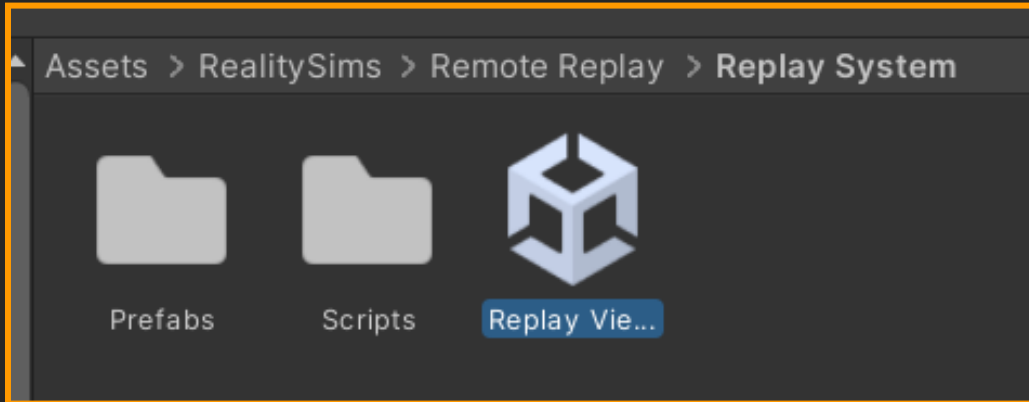 Assets > RealitySims > Remote Replay > Replay System
Prefabs
Scripts
Replay Vie...